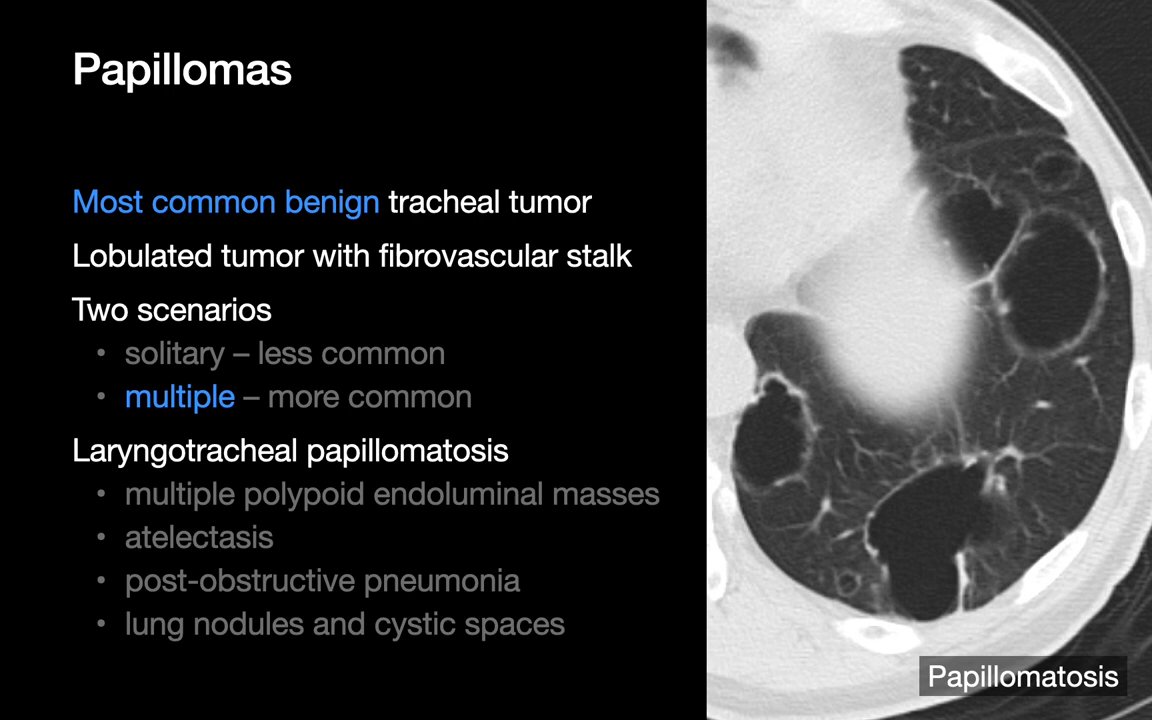 Papillomas
Most common benign tracheal tumor
Lobulated tumor with fibrovascular stalk
Two scenarios
• solitary – less common
• multiple – more common
Laryngotracheal papillomatosis
• multiple polypoid endoluminal masses
• atelectasis
• post-obstructive pneumonia
• lung nodules and cystic spaces
Papillomatosis